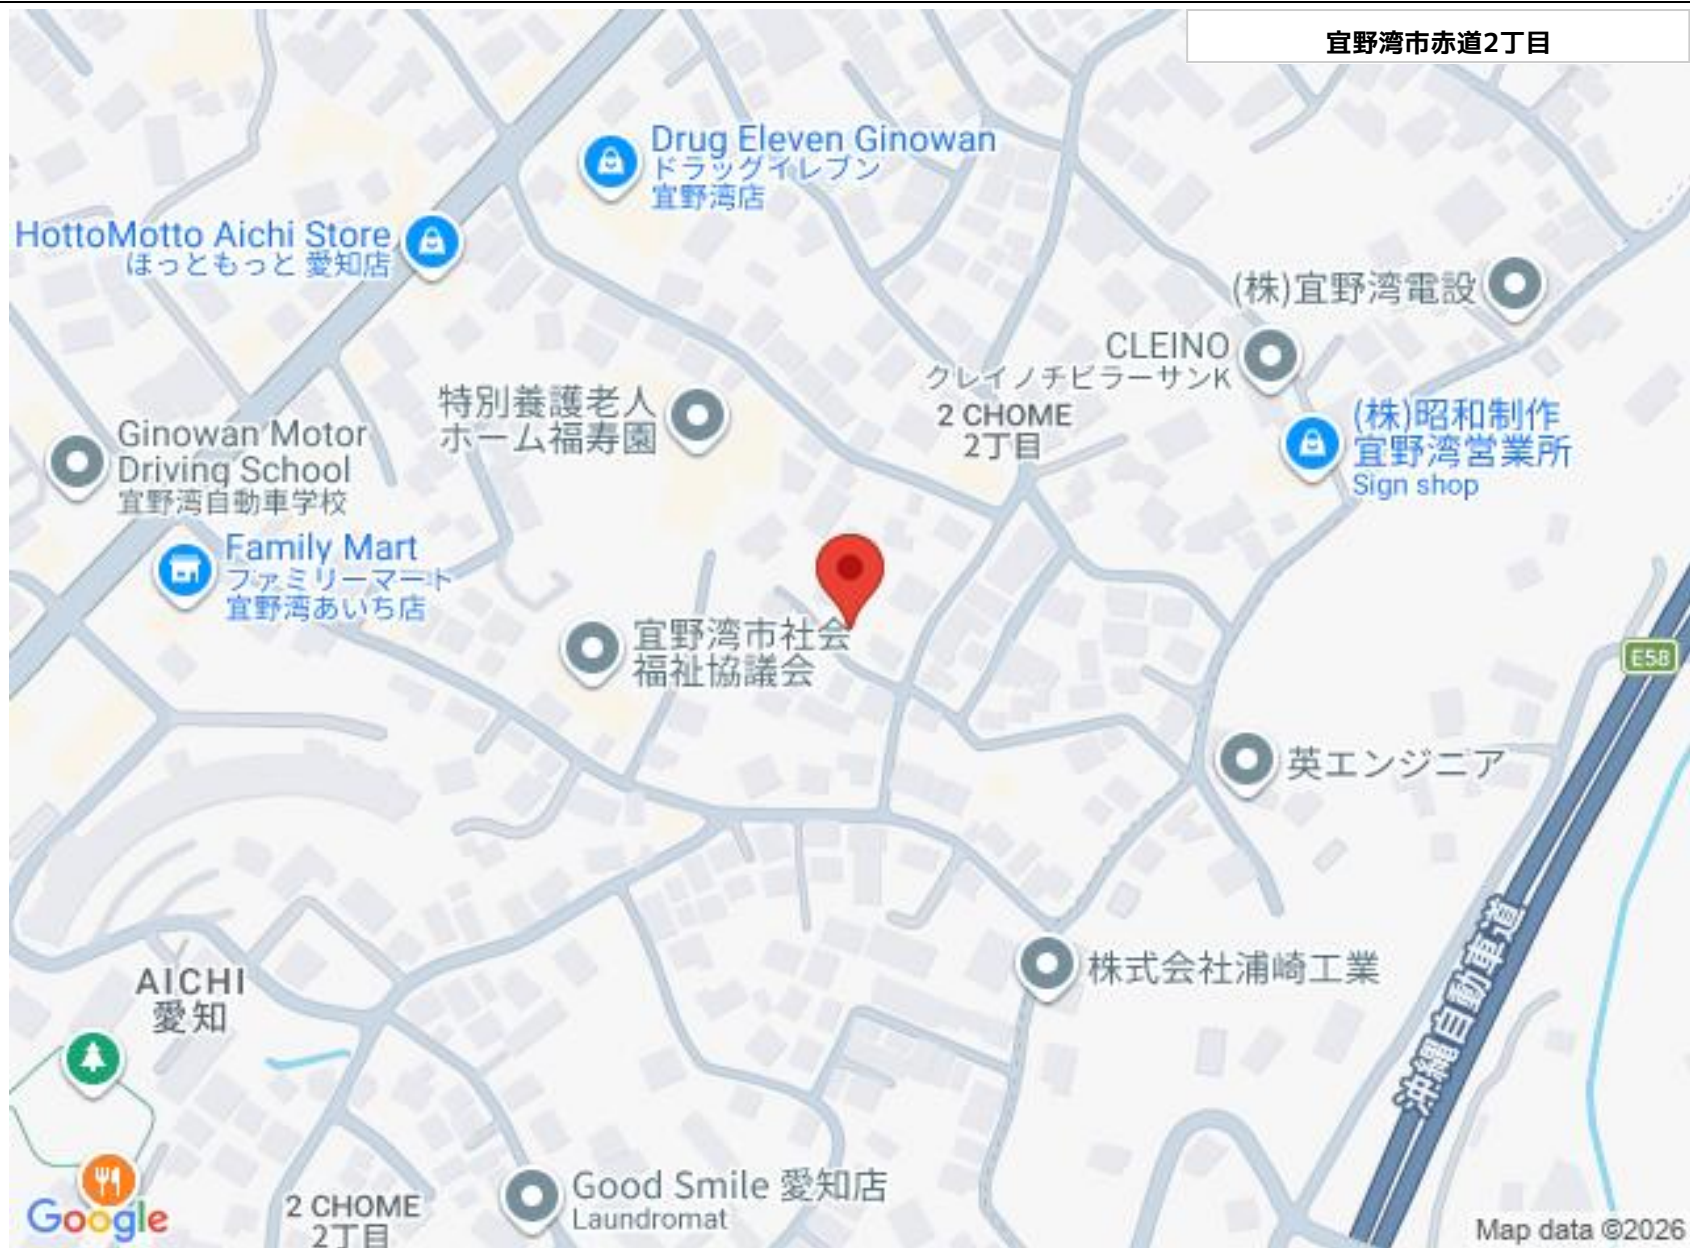 宜野湾市赤道2丁目
Drug Eleven Ginowan
ドラッグイレブン
宜野湾店
HottoMotto Aichi Store
ほっともっと 愛知店
(株)宜野湾電設
CLEINO
クレイノチビラーサンK
2 CHOME
2丁目
特別養護老人
ホーム福寿園
(株)昭和制作
宜野湾営業所
Sign shop
Ginowan Motor
Driving School
宜野湾自動車学校
Family Mart
ファミリーマート
宜野湾あいち店
宜野湾市社会
福祉協議会
E58
英エンジニア
株式会社浦崎工業
沖縄自動車道
AICHI
愛知
Good Smile 愛知店
Laundromat
2 CHOME
2丁目
Google
Map data ©2026